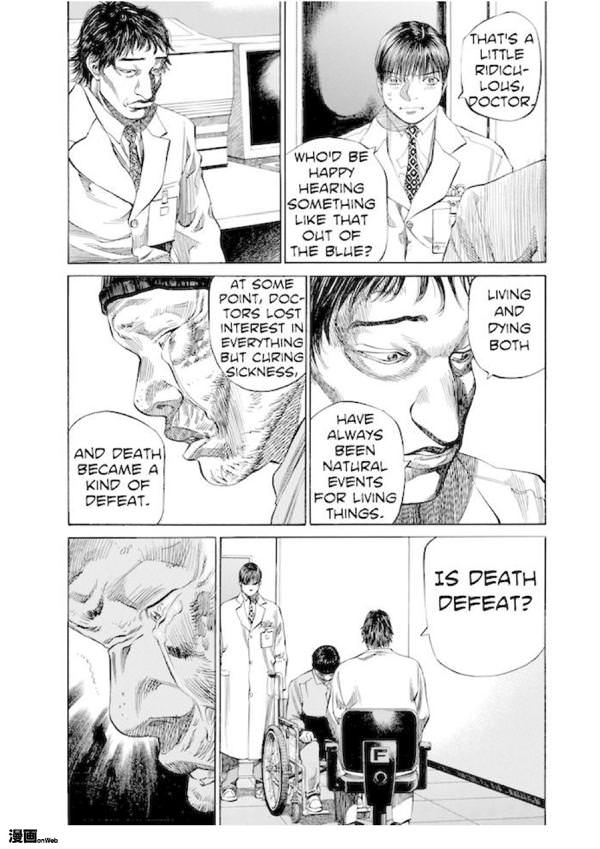 THAT'S A
LITTLE
RIDICU-
LOUS,
DOCTOR.
WHO'D BE
HAPPY
HEARING
SOMETHING
LIKE THAT
OUT OF
THE BLUE?
LIVING
AND
DYING
BOTH
HAVE
ALWAYS
BEEN
NATURAL
EVENTS
FOR LIVING
THINGS.
AT SOME
POINT, DOC-
TORS LOST
INTEREST IN
EVERYTHING
BUT CURING
SICKNESS,
AND DEATH
BECAME A
KIND OF
DEFEAT.
IS DEATH
DEFEAT?
F
漫画onWeb